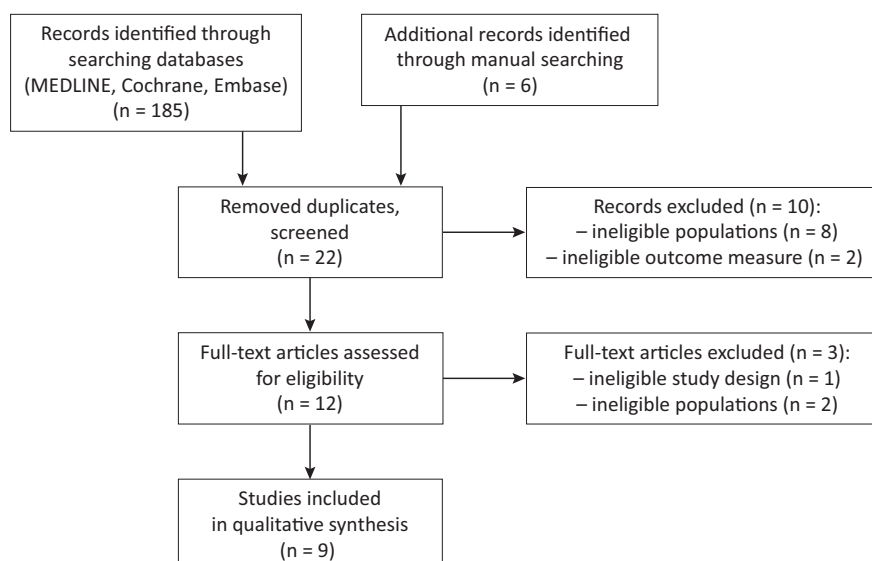 Records identified through
searching databases
(MEDLINE, Cochrane, Embase)
(n = 185)
Additional records identified
through manual searching
(n = 6)
Removed duplicates,
screened
(n = 22)
Records excluded (n = 10):
– ineligible populations (n = 8)
– ineligible outcome measure (n = 2)
Full-text articles assessed
for eligibility
(n = 12)
Full-text articles excluded (n = 3):
– ineligible study design (n = 1)
– ineligible populations (n = 2)
Studies included
in qualitative synthesis
(n = 9)